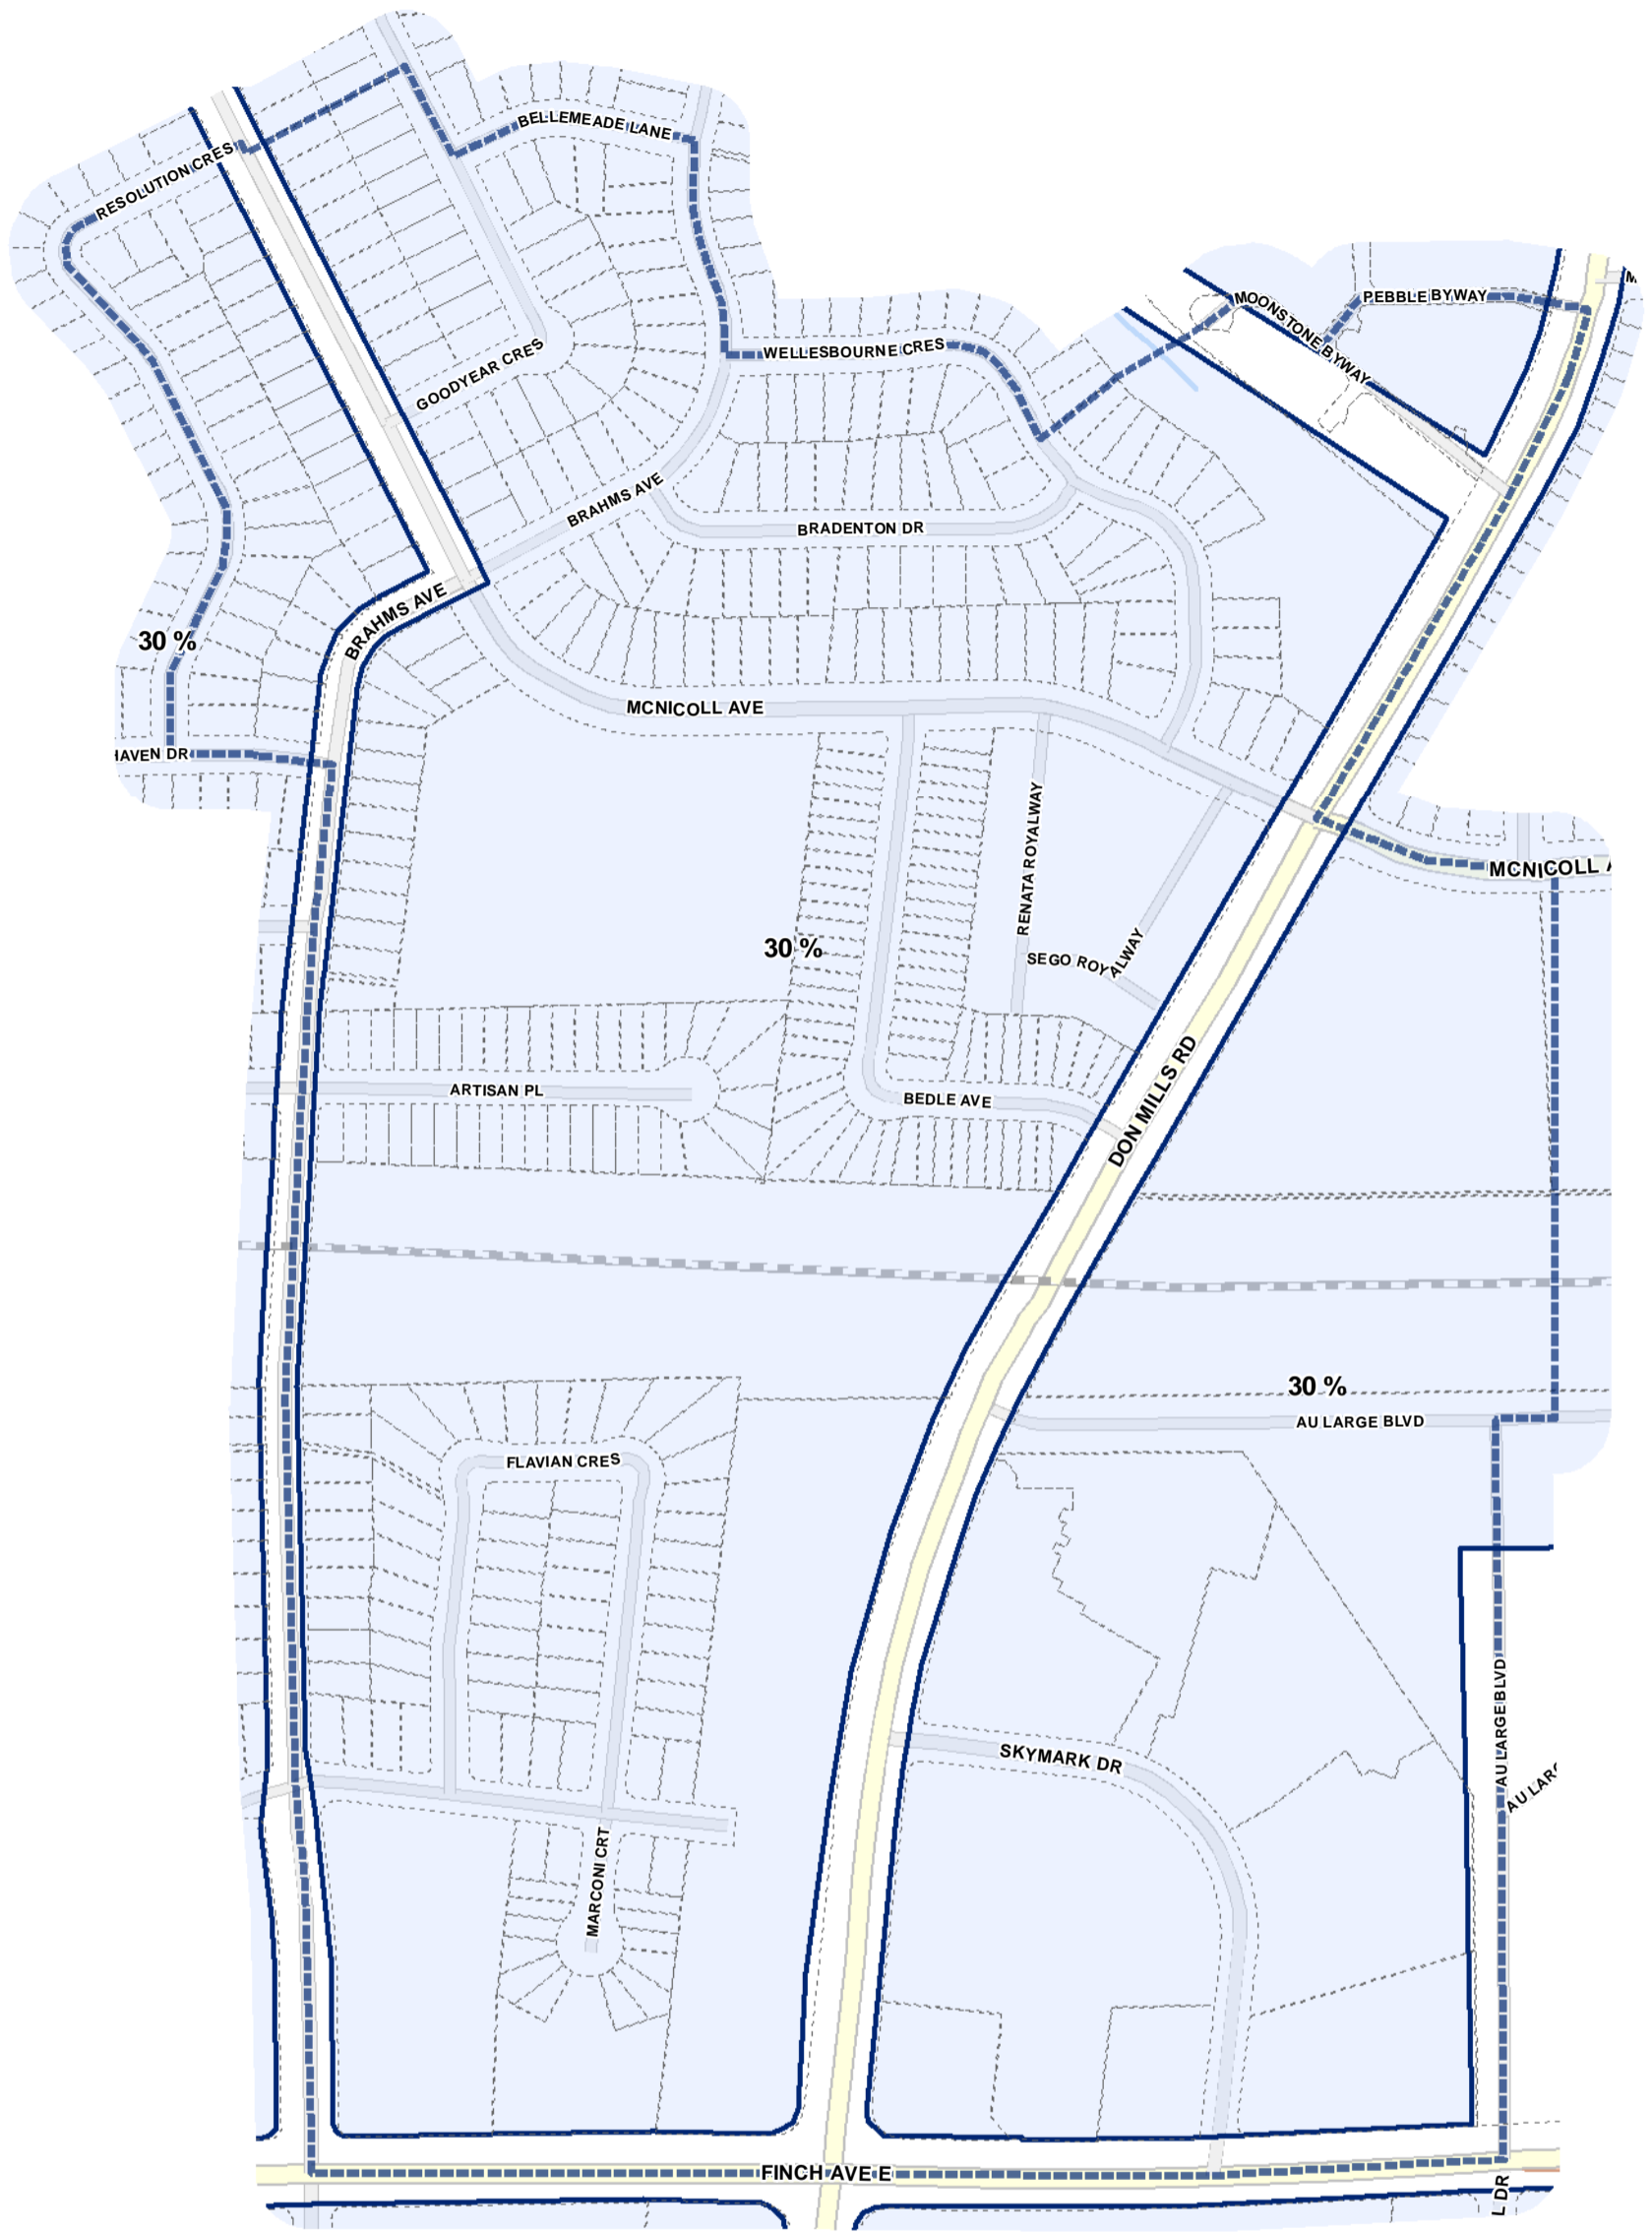 BELLEMEADE LANE
RESOLUTION CRES
MOONSTONE BYWAY
PEBBLE BYWAY
M
GOODYEAR CRES
WELLESBOURNE CRES
BRAHMS AVE
BRADENTON DR
BRAHMS AVE
30 %
MCNICOLL AVE
HAVEN DR
RENATA ROYALWAY
MCNICOLL A
30 %
SEGO ROYALWAY
ARTISAN PL
BEDLE AVE
DON MILLS RD
30 %
AU LARGE BLVD
FLAVIAN CRES
AU LARGE BLVD
SKYMARK DR
AU LARG
MARCONI CRT
FINCH AVE E
L DR